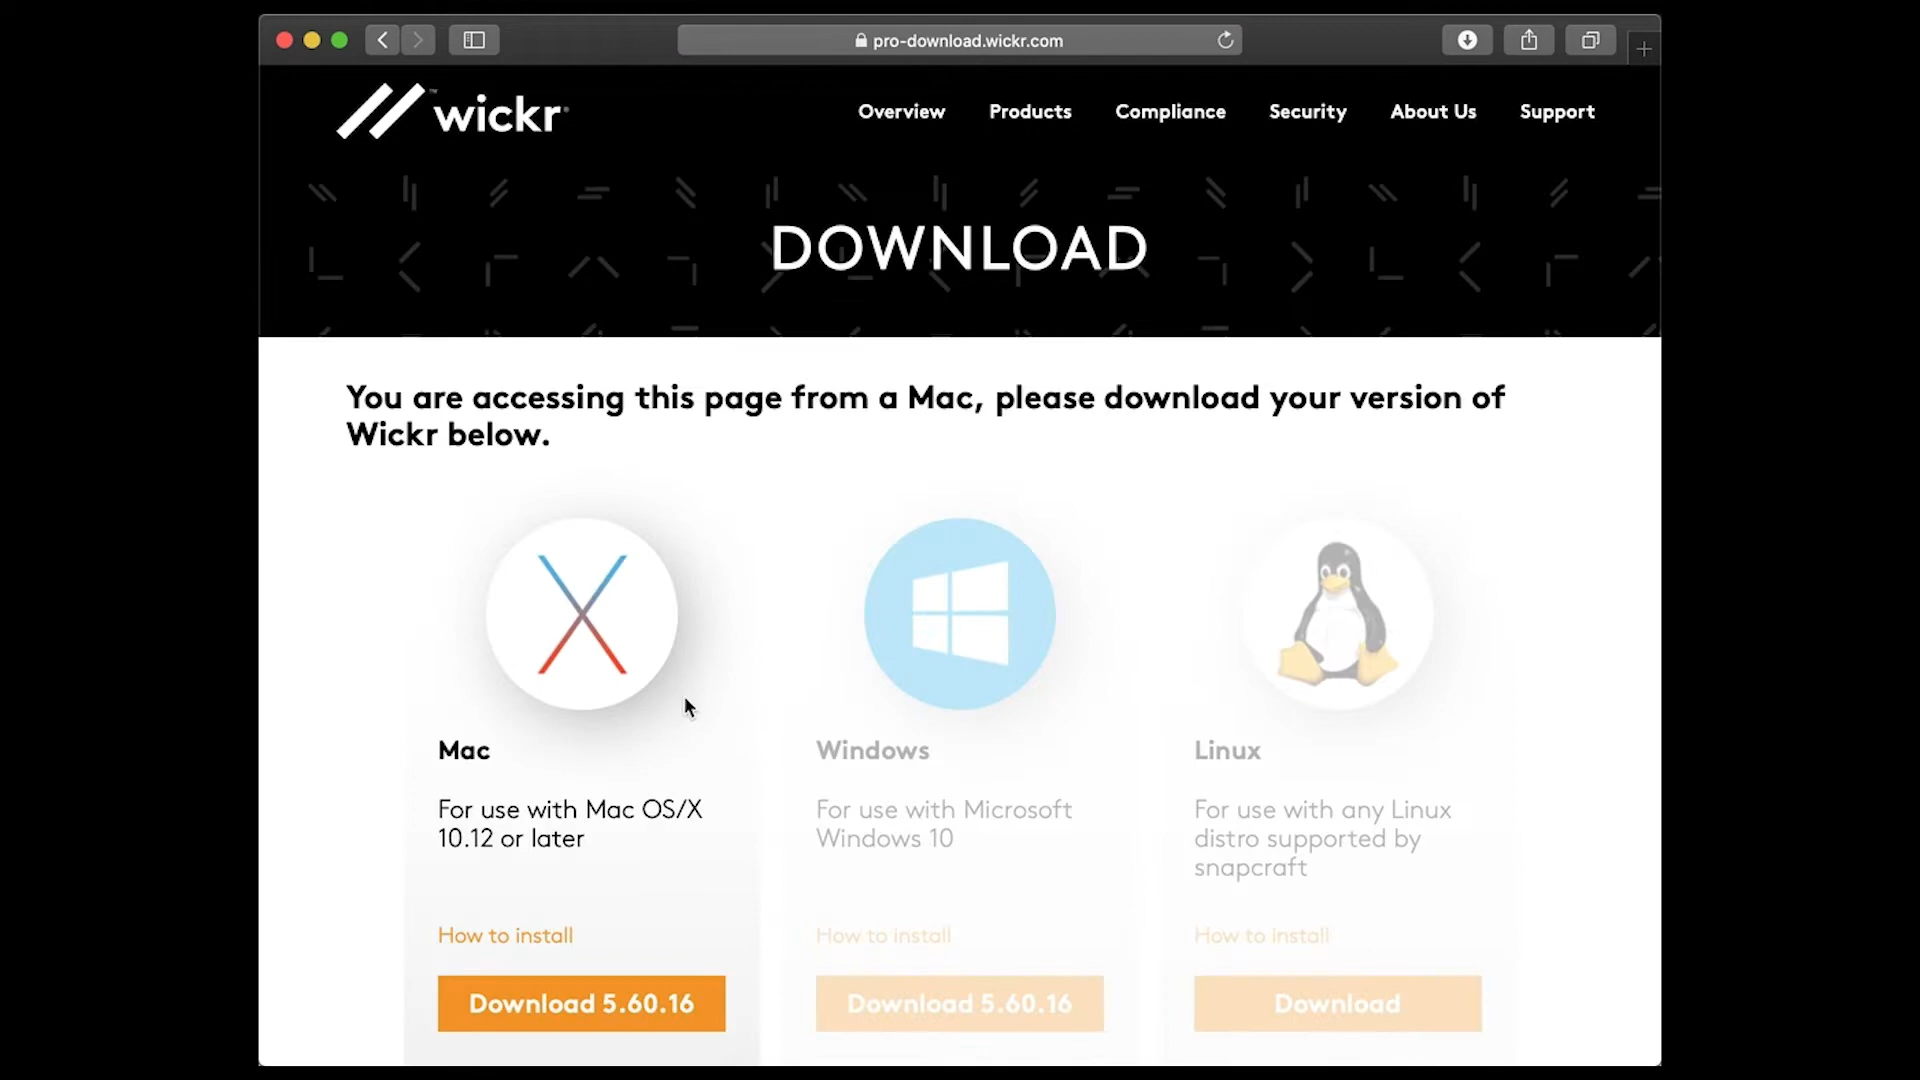 pro-download.wickr.com
wickr
Overview Products Compliance Security About Us Support
DOWNLOAD
You are accessing this page from a Mac, please download your version of
Wickr below.
Mac
For use with Mac OS/X
10.12 or later
How to install
Download 5.60.16
Windows
For use with Microsoft
Windows 10
How to install
Download 5.60.16
Linux
For use with any Linux
distro supported by
snapcraft
How to install
Download